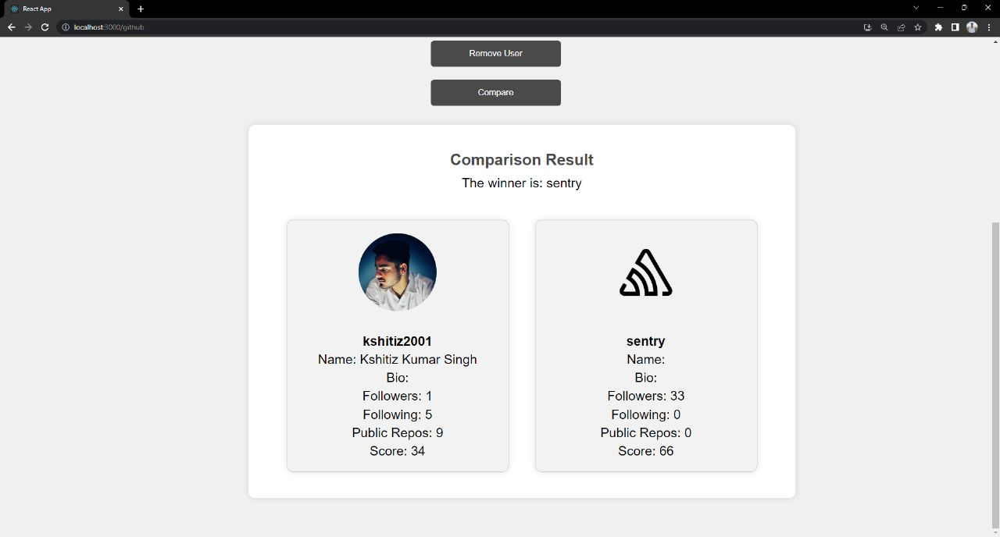 React App
localhost:3000/github
Remove User
Compare
Comparison Result
The winner is: sentry
kshitiz2001
Name: Kshitiz Kumar Singh
Bio:
Followers: 1
Following: 5
Public Repos: 9
Score: 34
sentry
Name:
Bio:
Followers: 33
Following: 0
Public Repos: 0
Score: 66